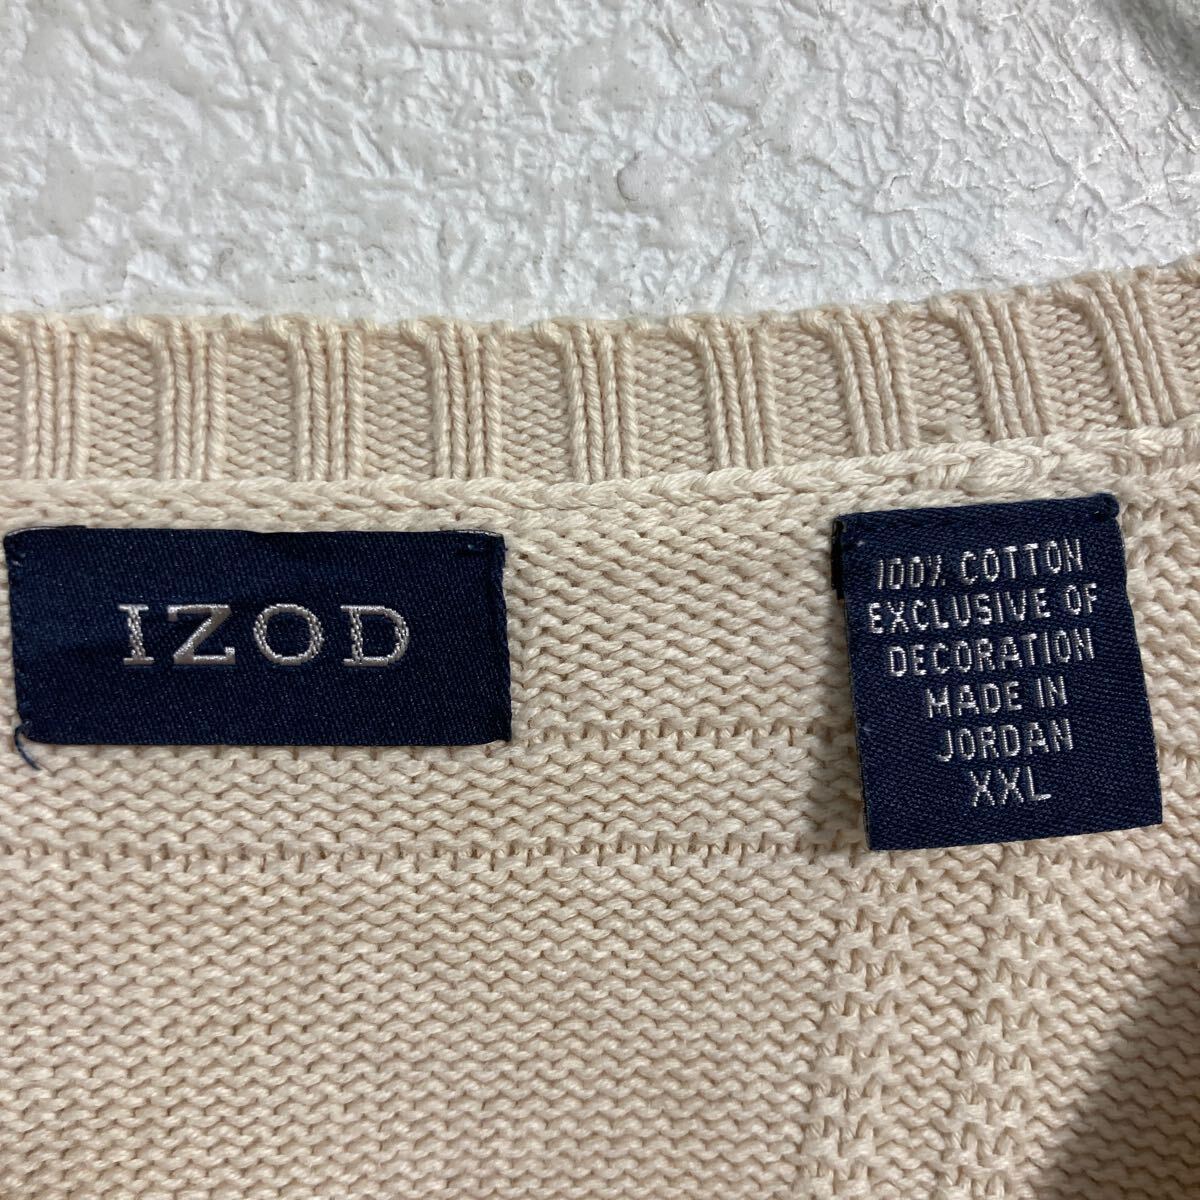 IZOD
100% COTTON
EXCLUSIVE OF
DECORATION
MADE IN
JORDAN
XXL